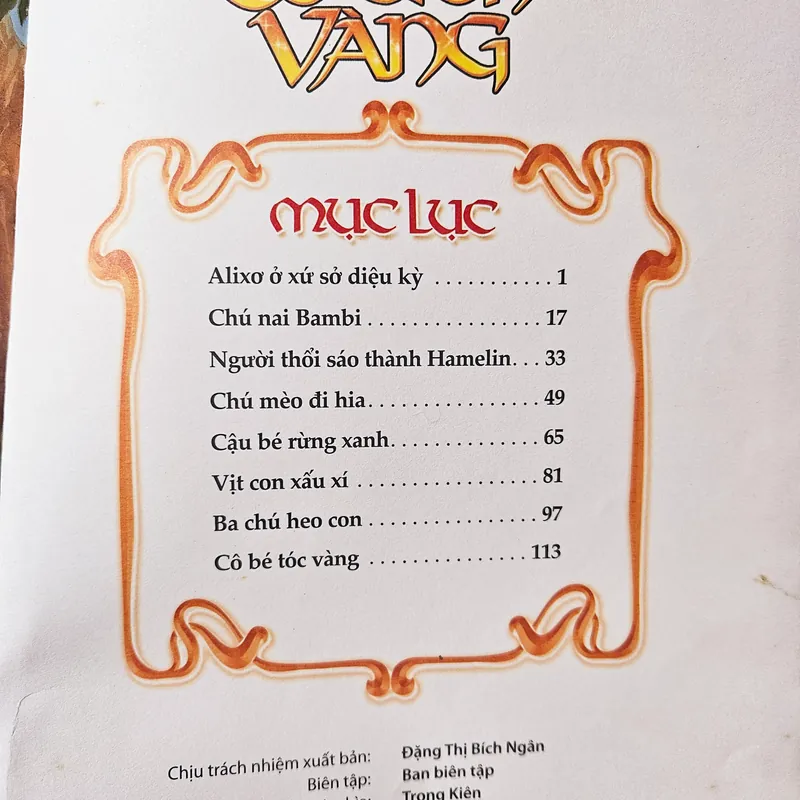 VÀNG
mục lục
Alixơ ở xứ sở diệu kỳ ........... 1
Chú nai Bambi ................. 17
Người thổi sáo thành Hamelin... 33
Chú mèo đi hia................. 49
Cậu bé rừng xanh.............. 65
Vịt con xấu xí ................. 81
Ba chú heo con ................ 97
Cô bé tóc vàng ............... 113
Chịu trách nhiệm xuất bản: Đặng Thị Bích Ngân
Biên tập: Ban biên tập
Trọng Kiên